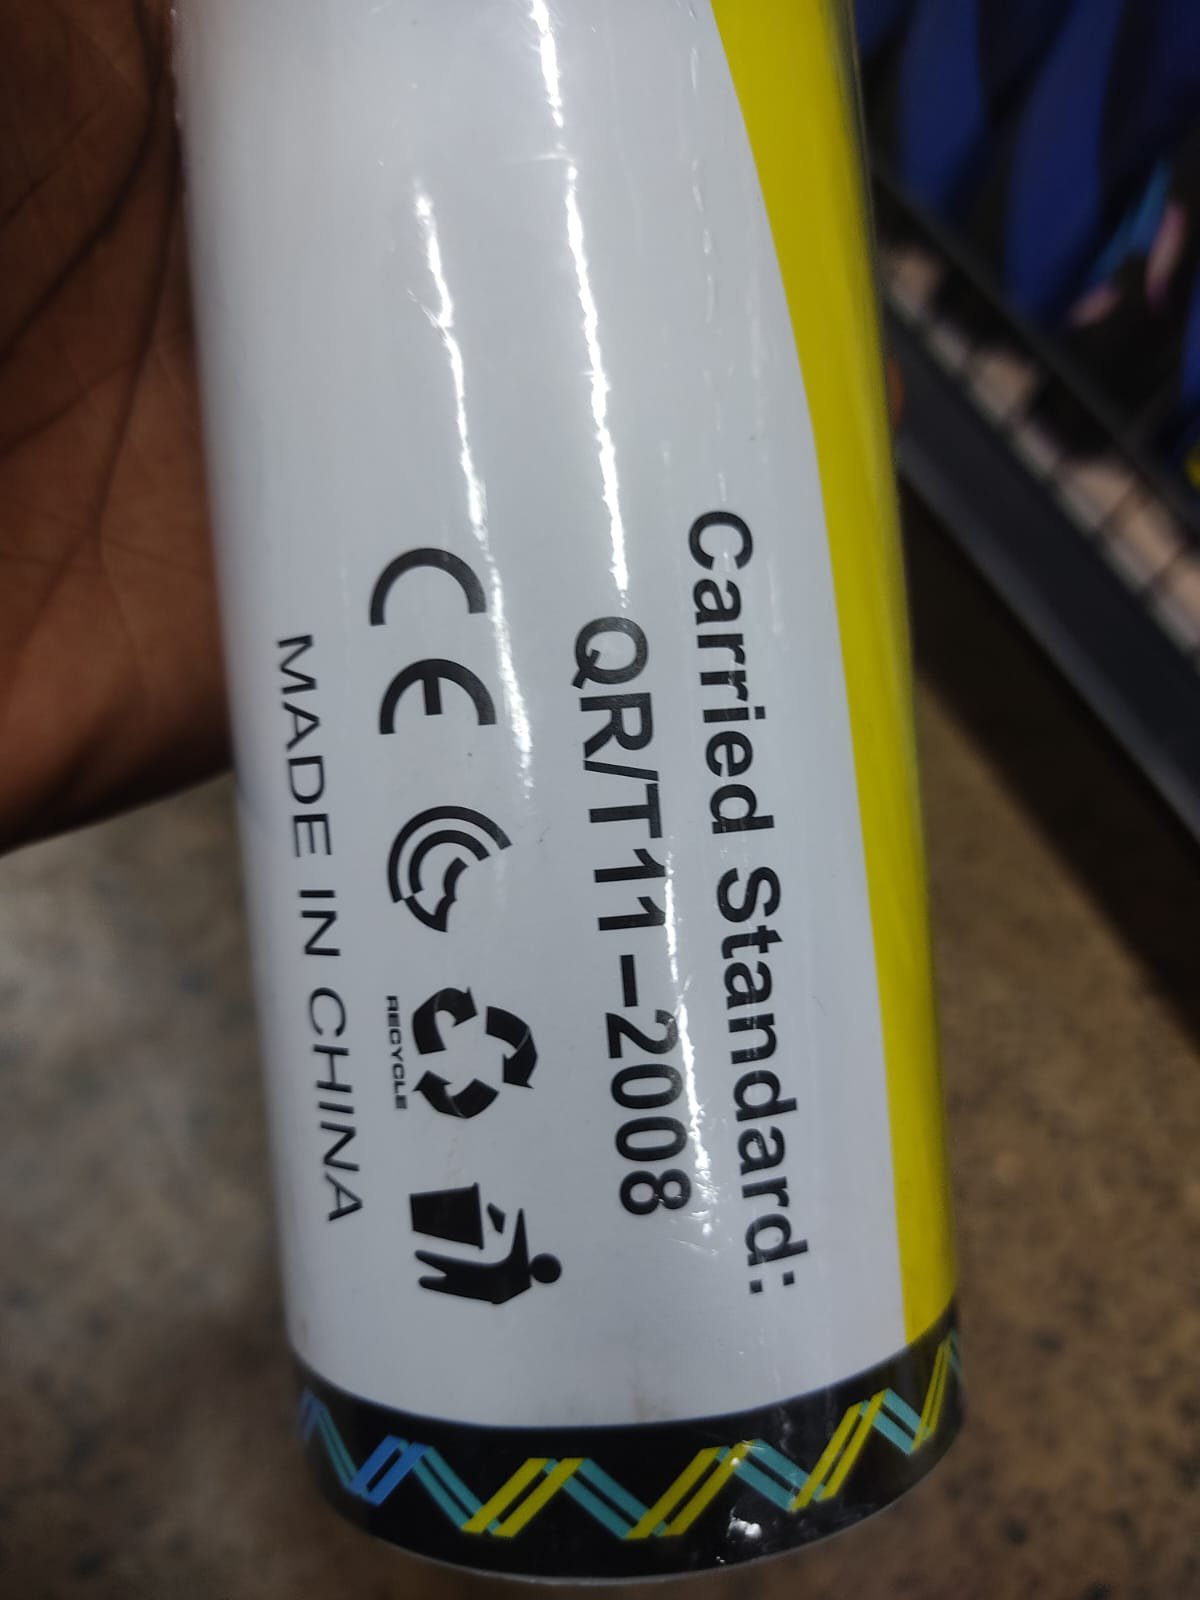 Carried Standard:
QR/T11-2008
CE
RECYCLE
MADE IN CHINA